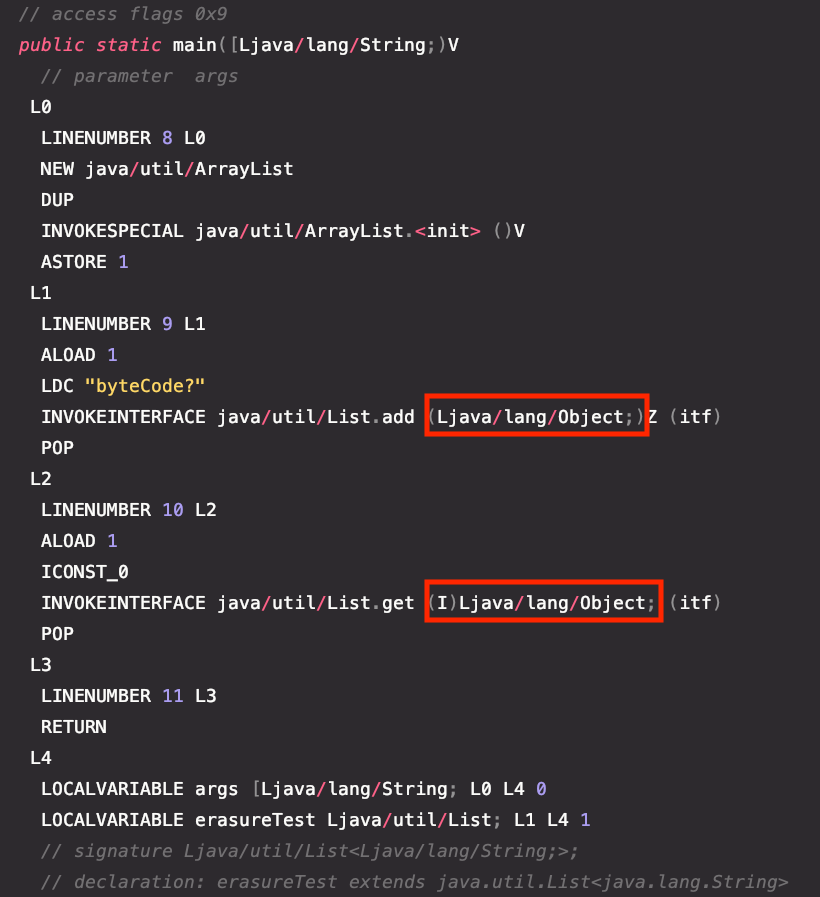 // access flags 0x9
public static main([Ljava/lang/String;)V
// parameter  args
L0
LINENUMBER 8 L0
NEW java/util/ArrayList
DUP
INVOKESPECIAL java/util/ArrayList.<init> ()V
ASTORE 1
L1
LINENUMBER 9 L1
ALOAD 1
LDC "byteCode?"
INVOKEINTERFACE java/util/List.add (Ljava/lang/Object;)Z (itf)
POP
L2
LINENUMBER 10 L2
ALOAD 1
ICONST_0
INVOKEINTERFACE java/util/List.get (I)Ljava/lang/Object; (itf)
POP
L3
LINENUMBER 11 L3
RETURN
L4
LOCALVARIABLE args [Ljava/lang/String; L0 L4 0
LOCALVARIABLE erasureTest Ljava/util/List; L1 L4 1
// signature Ljava/util/List<Ljava/lang/String;>;
// declaration: erasureTest extends java.util.List<java.lang.String>